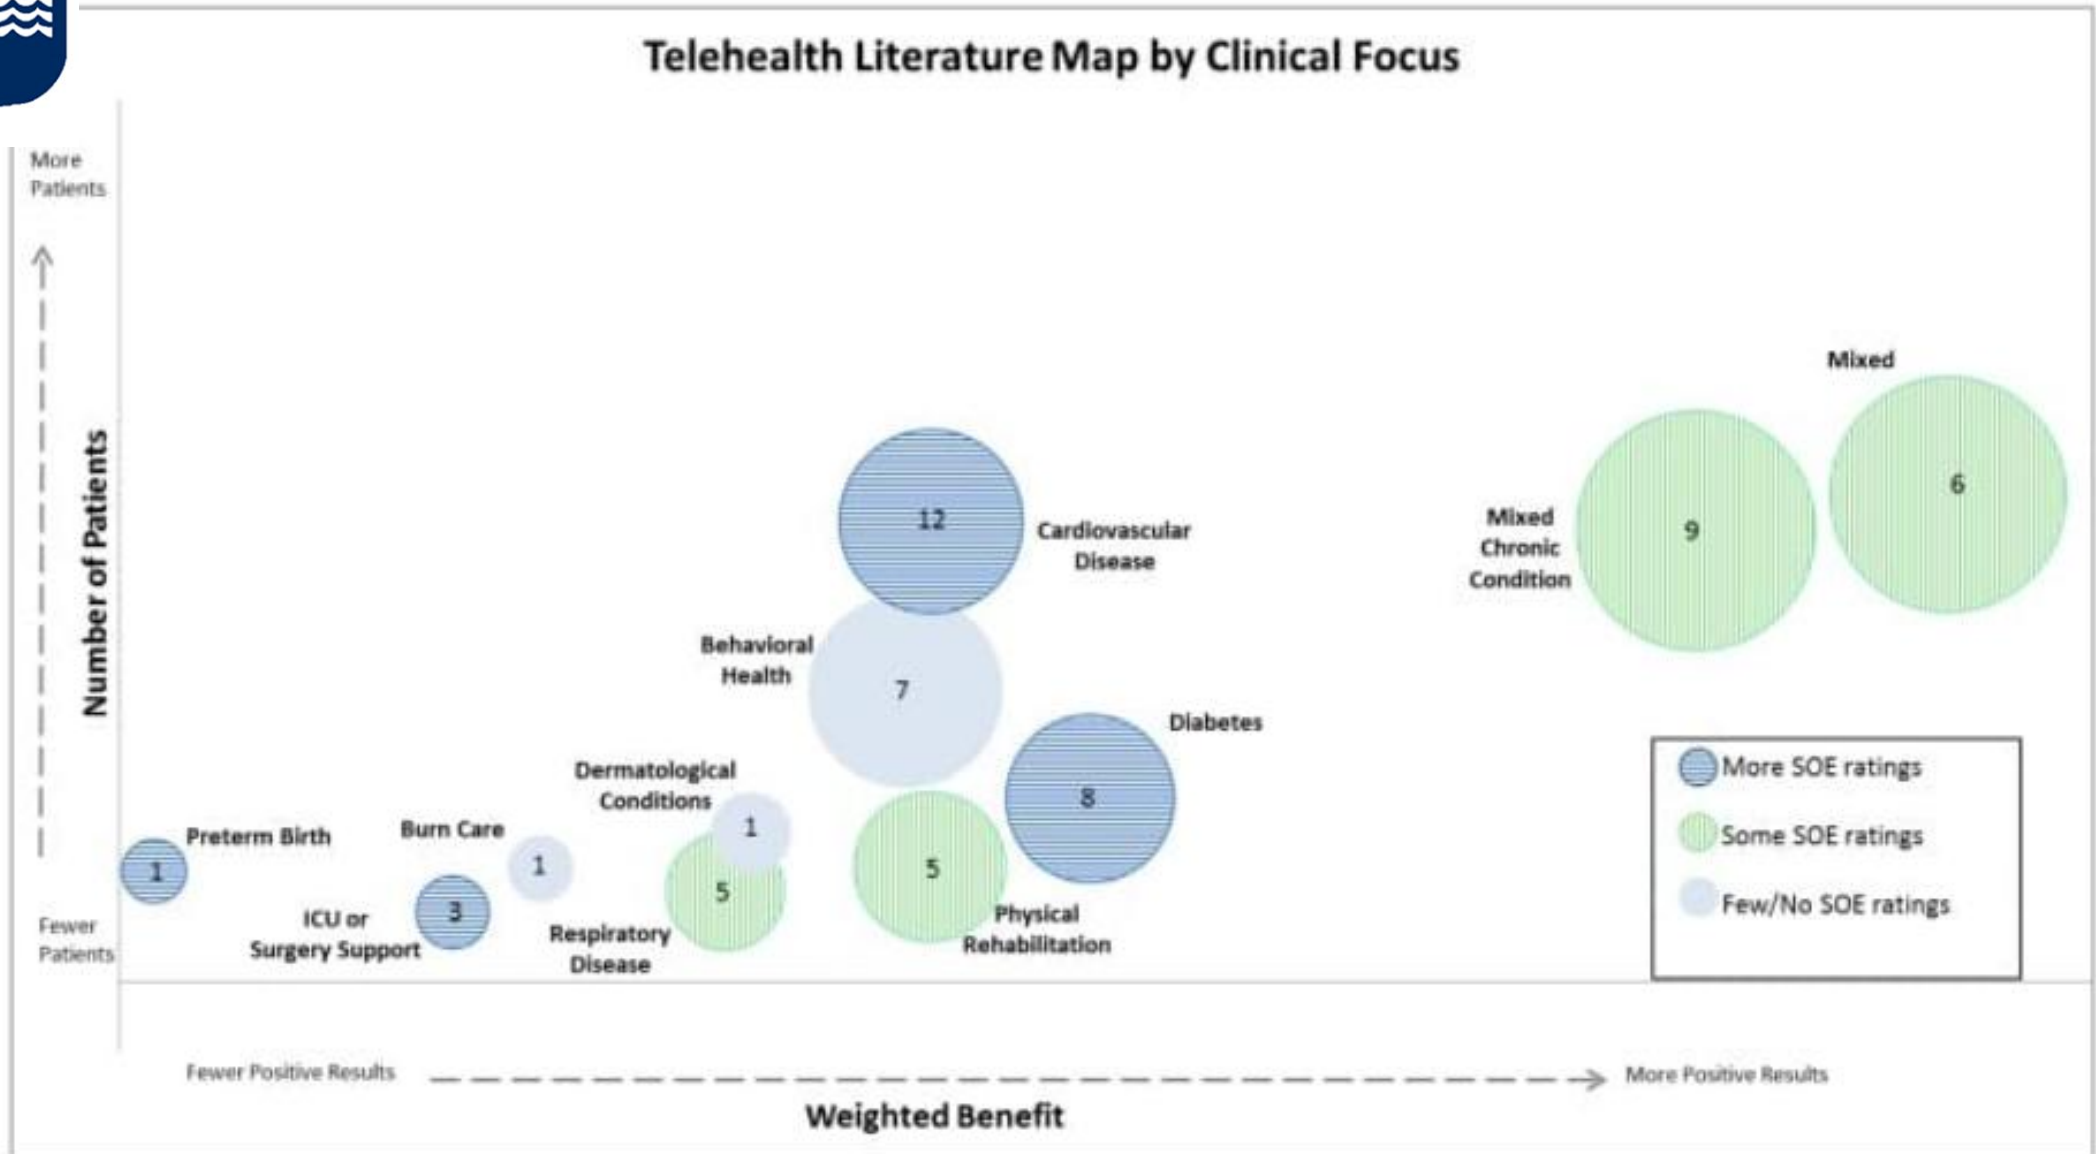 Telehealth Literature Map by Clinical Focus
More
Patients
Number of Patients
Fewer
Patients
Mixed
6
9
Mixed
Chronic
Condition
12
Cardiovascular
Disease
Behavioral
Health
7
Diabetes
8
Dermatological
Conditions
1
Preterm Birth
1
Burn Care
1
ICU or
Surgery Support
3
Respiratory
Disease
5
5
Physical
Rehabilitation
More SOE ratings
Some SOE ratings
Few/No SOE ratings
Fewer Positive Results
More Positive Results
Weighted Benefit